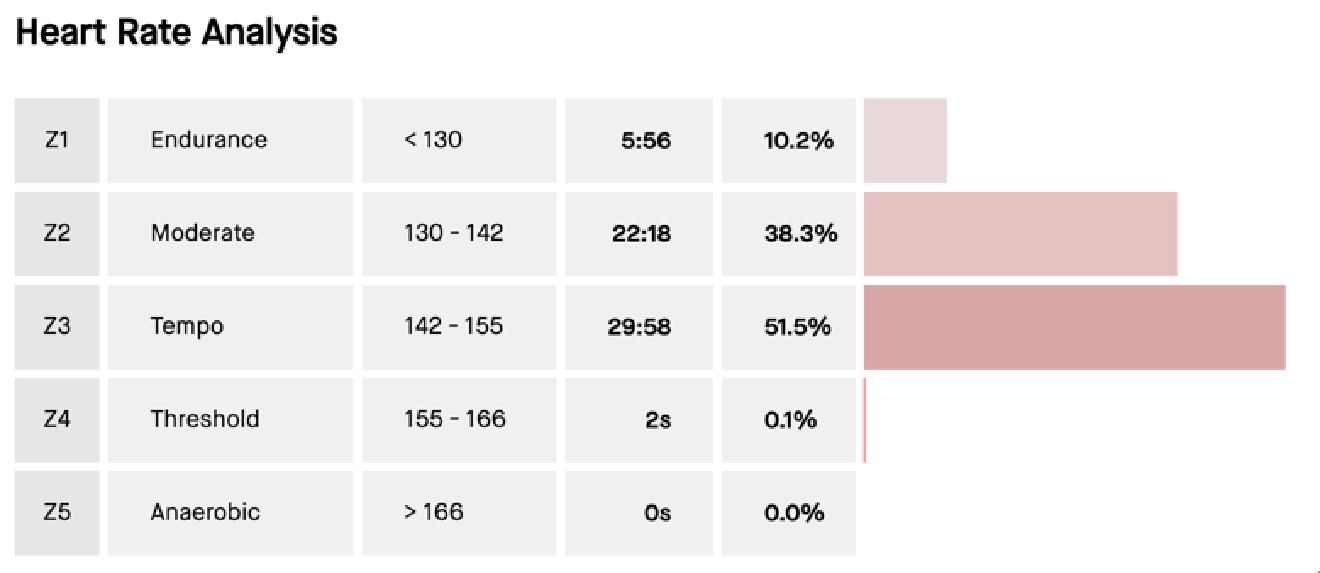 Heart Rate Analysis
Z1 Endurance < 130 5:56 10.2%
Z2 Moderate 130 - 142 22:18 38.3%
Z3 Tempo 142 - 155 29:58 51.5%
Z4 Threshold 155 - 166 2s 0.1%
Z5 Anaerobic > 166 0s 0.0%